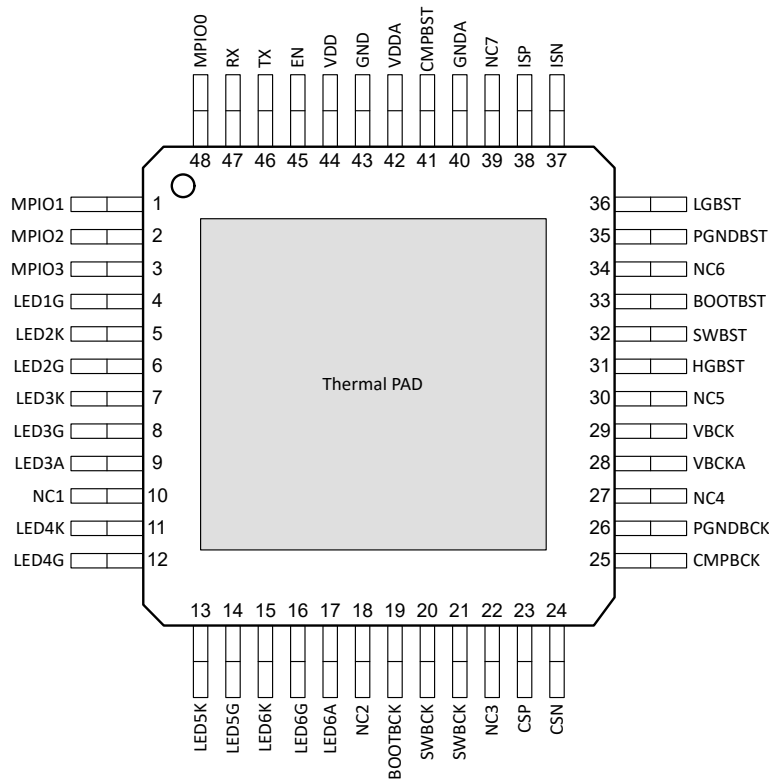 MPIO0
RX
TX
EN
VDD
GND
VDDA
CMPBST
GNDA
NC7
ISP
ISN
48 47 46 45 44 43 42 41 40 39 38 37
MPIO1 1
MPIO2 2
MPIO3 3
LED1G 4
LED2K 5
LED2G 6
LED3K 7
LED3G 8
LED3A 9
NC1 10
LED4K 11
LED4G 12
Thermal PAD
36 LGBST
35 PGNDBST
34 NC6
33 BOOTBST
32 SWBST
31 HGBST
30 NC5
29 VBCK
28 VBCKA
27 NC4
26 PGNDBCK
25 CMPBCK
13 14 15 16 17 18 19 20 21 22 23 24
LED5K
LED5G
LED6K
LED6G
LED6A
NC2
BOOTBCK
SWBCK
SWBCK
NC3
CSP
CSN